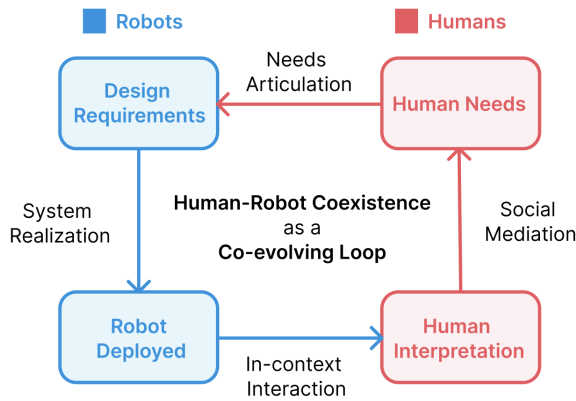 Robots
Humans
Needs
Articulation
Design
Requirements
Human Needs
System
Realization
Human-Robot Coexistence
as a
Co-evolving Loop
Social
Mediation
Robot
Deployed
Human
Interpretation
In-context
Interaction